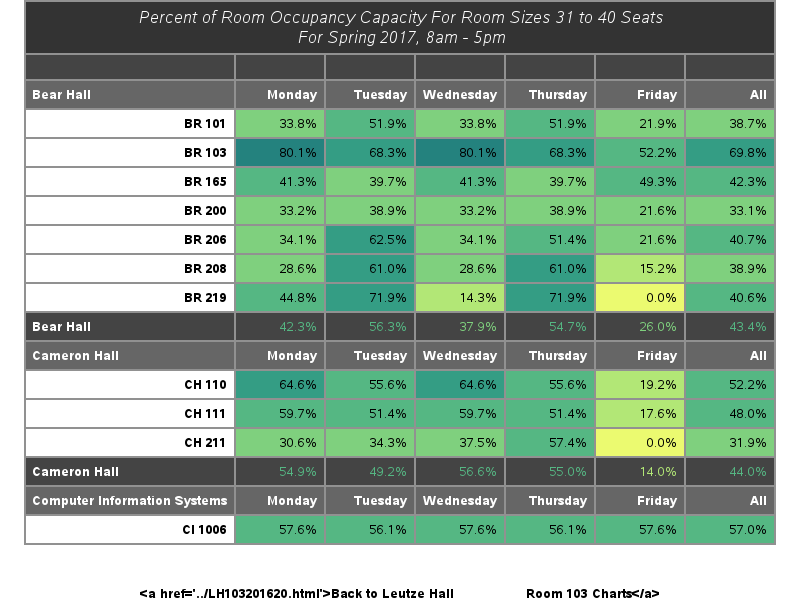 Percent of Room Occupancy Capacity For Room Sizes 31 to 40 Seats
For Spring 2017, 8am - 5pm
Bear Hall Monday Tuesday Wednesday Thursday Friday All
BR 101 33.8% 51.9% 33.8% 51.9% 21.9% 38.7%
BR 103 80.1% 68.3% 80.1% 68.3% 52.2% 69.8%
BR 165 41.3% 39.7% 41.3% 39.7% 49.3% 42.3%
BR 200 33.2% 38.9% 33.2% 38.9% 21.6% 33.1%
BR 206 34.1% 62.5% 34.1% 51.4% 21.6% 40.7%
BR 208 28.6% 61.0% 28.6% 61.0% 15.2% 38.9%
BR 219 44.8% 71.9% 14.3% 71.9% 0.0% 40.6%
Bear Hall 42.3% 56.3% 37.9% 54.7% 26.0% 43.4%
Cameron Hall Monday Tuesday Wednesday Thursday Friday All
CH 110 64.6% 55.6% 64.6% 55.6% 19.2% 52.2%
CH 111 59.7% 51.4% 59.7% 51.4% 17.6% 48.0%
CH 211 30.6% 34.3% 37.5% 57.4% 0.0% 31.9%
Cameron Hall 54.9% 49.2% 56.6% 55.0% 14.0% 44.0%
Computer Information Systems Monday Tuesday Wednesday Thursday Friday All
CI 1006 57.6% 56.1% 57.6% 56.1% 57.6% 57.0%
<a href='../LH103201620.html'>Back to Leutze Hall Room 103 Charts</a>